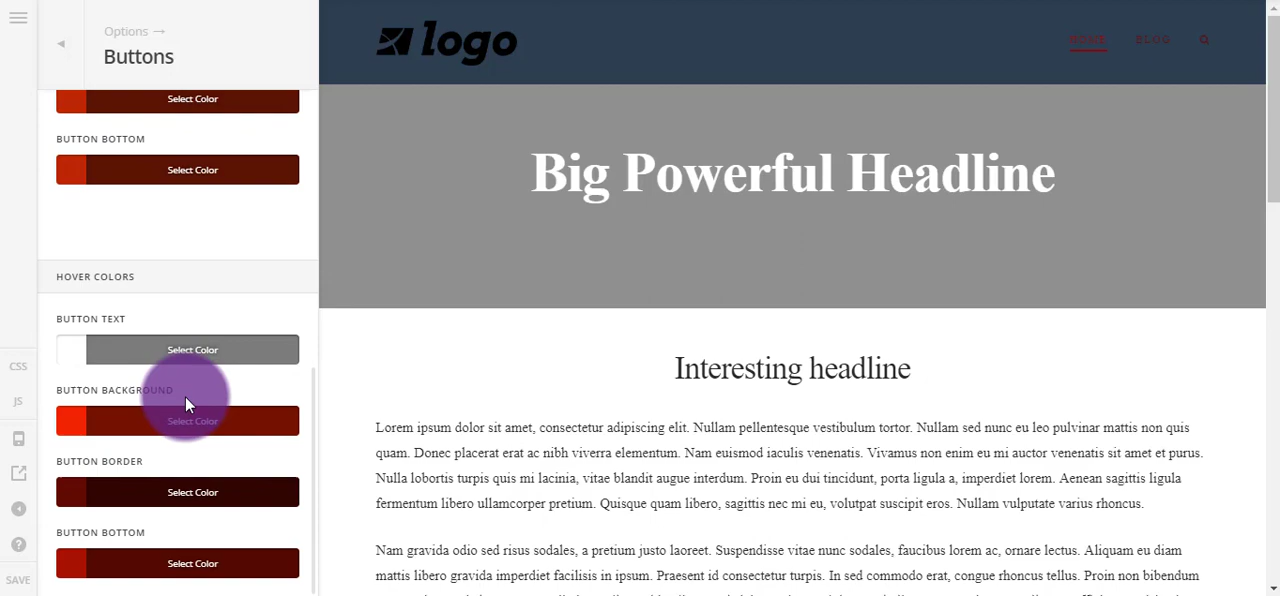 Options →
Buttons
Select Color
BUTTON BOTTOM
Select Color
HOVER COLORS
BUTTON TEXT
Select Color
BUTTON BACKGROUND
Select Color
BUTTON BORDER
Select Color
BUTTON BOTTOM
Select Color
CSS
JS
SAVE
logo
HOME BLOG
Big Powerful Headline
Interesting headline
Lorem ipsum dolor sit amet, consectetur adipiscing elit. Nullam pellentesque vestibulum tortor. Nullam sed nunc eu leo pulvinar mattis non quis
quam. Donec placerat erat ac nibh viverra elementum. Nam euismod iaculis venenatis. Vivamus non enim eu mi auctor venenatis sit amet et purus.
Nulla lobortis turpis quis mi lacinia, vitae blandit augue interdum. Proin eu dui tincidunt, porta ligula a, imperdiet lorem. Aenean sagittis ligula
fermentum libero ullamcorper pretium. Quisque quam libero, sagittis nec mi eu, volutpat suscipit eros. Nullam vulputate varius rhoncus.
Nam gravida odio sed risus sodales, a pretium justo laoreet. Suspendisse vitae nunc sodales, faucibus lorem ac, ornare lectus. Aliquam eu diam
mattis libero gravida imperdiet facilisis in ipsum. Praesent id consectetur turpis. In sed commodo erat, congue rhoncus tellus. Proin non bibendum